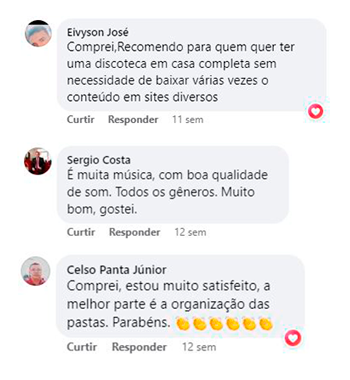 Eivyson José
Comprei,Recomendo para quem quer ter
uma discoteca em casa completa sem
necessidade de baixar várias vezes o
conteúdo em sites diversos
Curtir Responder 11 sem
Sergio Costa
É muita música, com boa qualidade
de som. Todos os gêneros. Muito
bom, gostei.
Curtir Responder 12 sem
Celso Panta Júnior
Comprei, estou muito satisfeito, a
melhor parte é a organização das
pastas. Parabéns. 👏👏👏👏👏👏
Curtir Responder 12 sem